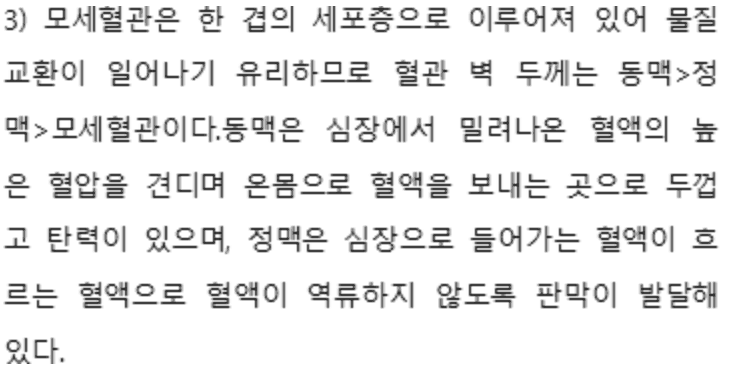 3) 모세혈관은 한 겹의 세포층으로 이루어져 있어 물질
교환이 일어나기 유리하므로 혈관 벽 두께는 동맥>정
맥>모세혈관이다.동맥은 심장에서 밀려나온 혈액의 높
은 혈압을 견디며 온몸으로 혈액을 보내는 곳으로 두껍
고 탄력이 있으며, 정맥은 심장으로 들어가는 혈액이 흐
르는 혈액으로 혈액이 역류하지 않도록 판막이 발달해
있다.